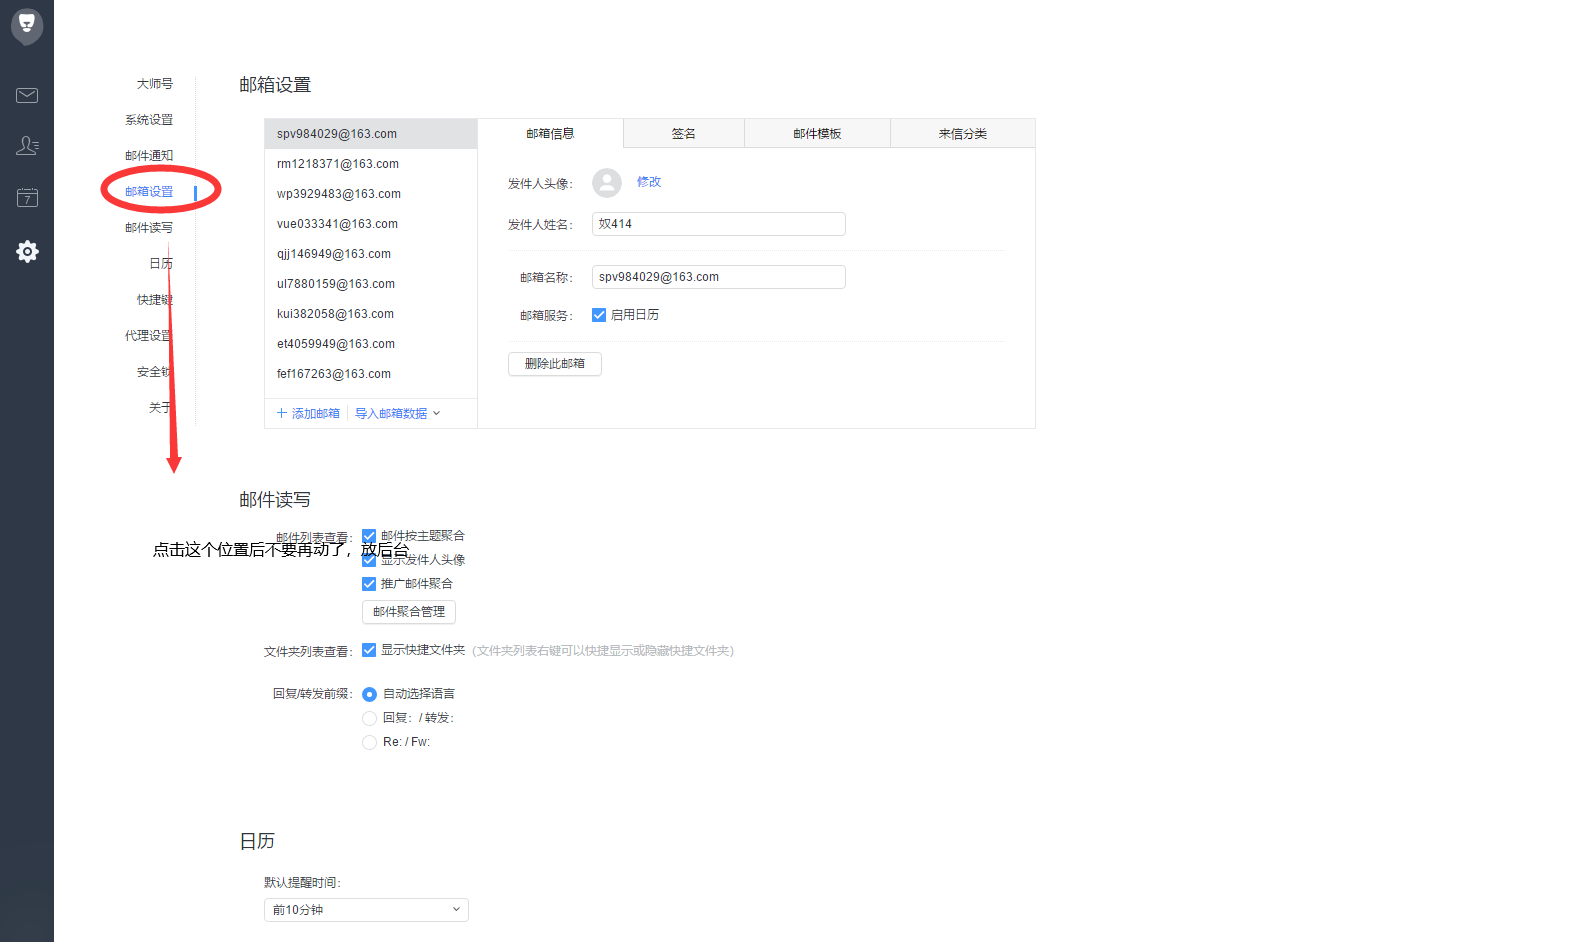 7
大师号
系统设置
邮件通知
邮箱设置
邮件读写
日历
快捷键
代理设置
安全锁
关于
邮箱设置
spv984029@163.com
rm1218371@163.com
wp3929483@163.com
vue033341@163.com
qjj146949@163.com
ul7880159@163.com
kui382058@163.com
et4059949@163.com
fef167263@163.com
添加邮箱 导入邮箱数据
邮箱信息 签名 邮件模板 来信分类
发件人头像： 修改
发件人姓名： 奴414
邮箱名称： spv984029@163.com
邮箱服务： 启用日历
删除此邮箱
邮件读写
邮件列表查看： 邮件按主题聚合
点击这个位置后不要再动了，放后台
显示发件人头像
推广邮件聚合
邮件聚合管理
文件夹列表查看： 显示快捷文件夹 (文件夹列表右键可以快捷显示或隐藏快捷文件夹)
回复/转发前缀： 自动选择语言
回复：/ 转发：
Re: / Fw:
日历
默认提醒时间：
前10分钟